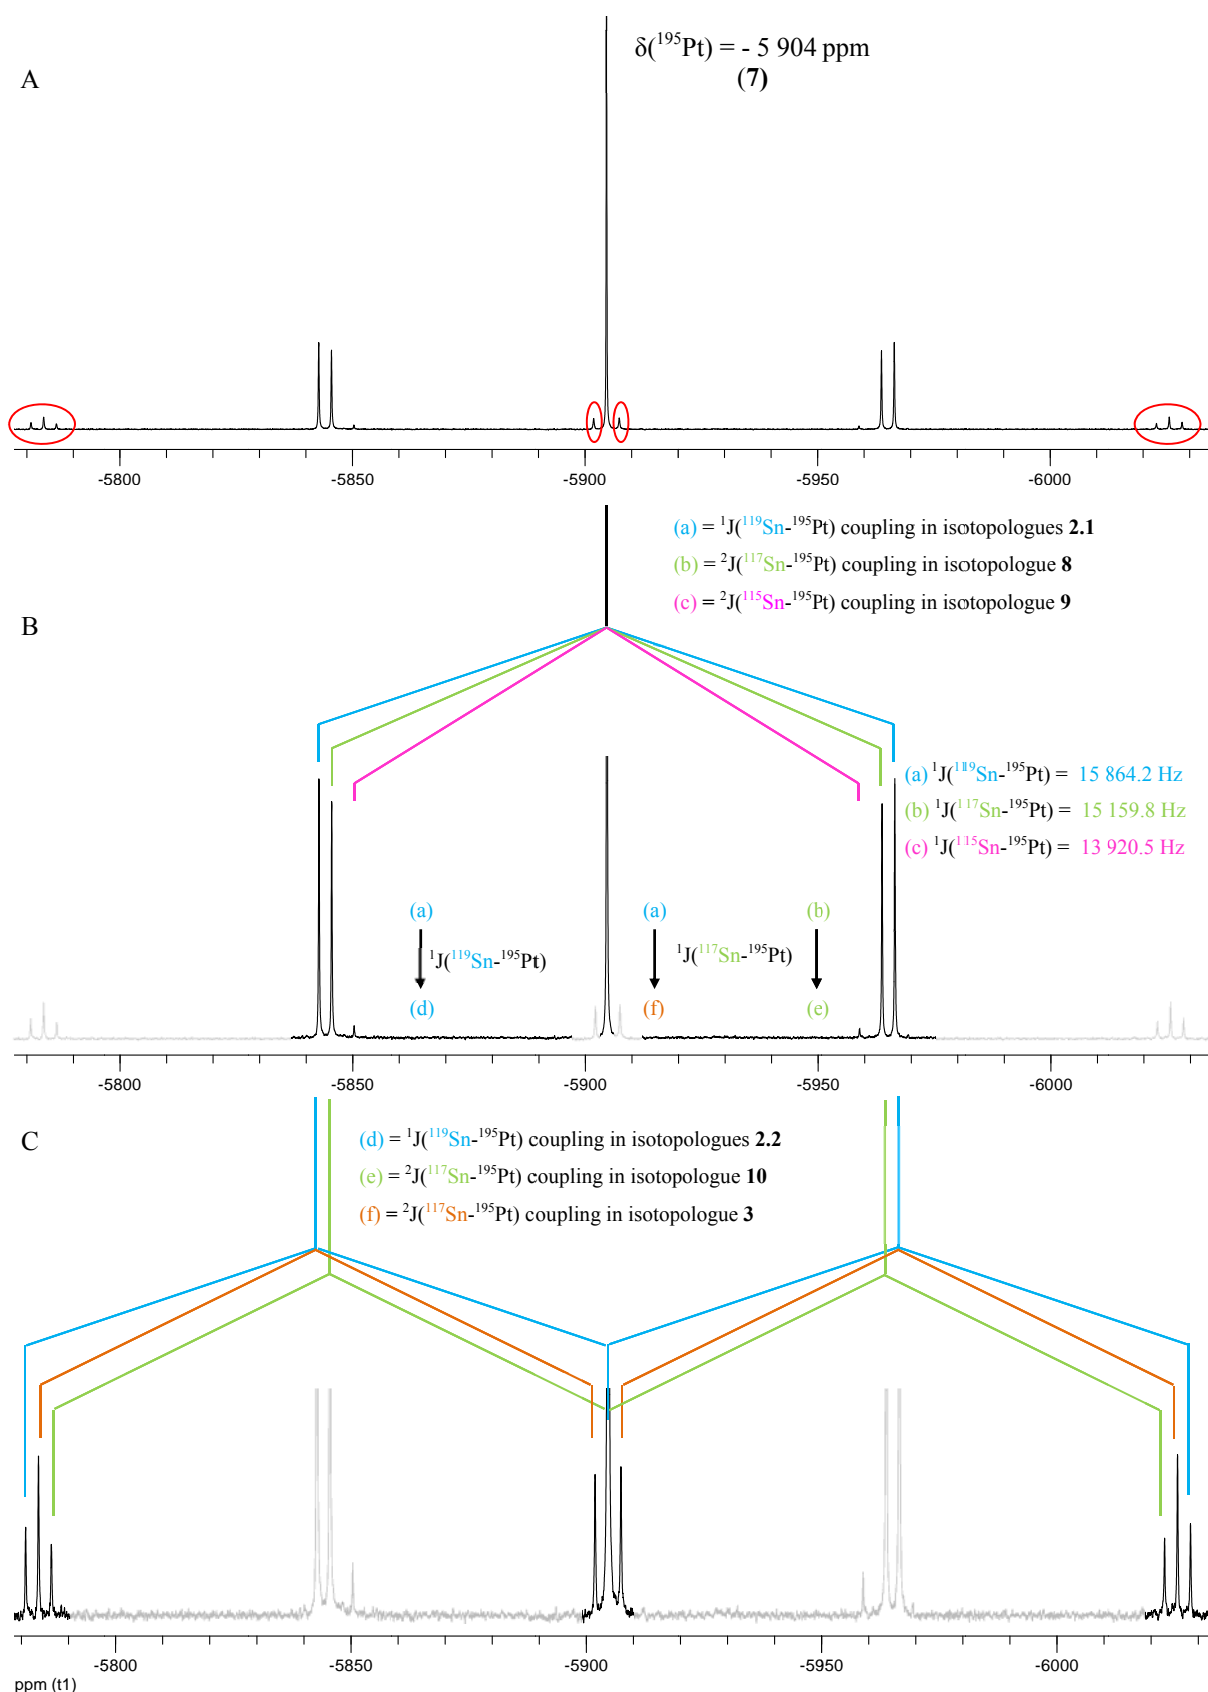 A
δ(¹⁹⁵Pt) = - 5 904 ppm
(7)
-5800 -5850 -5900 -5950 -6000
(a) = ¹J(¹¹⁹Sn-¹⁹⁵Pt) coupling in isotopologues 2.1
(b) = ²J(¹¹⁷Sn-¹⁹⁵Pt) coupling in isotopologue 8
(c) = ²J(¹¹⁵Sn-¹⁹⁵Pt) coupling in isotopologue 9
B
(a) ¹J(¹¹⁹Sn-¹⁹⁵Pt) = 15 864.2 Hz
(b) ¹J(¹¹⁷Sn-¹⁹⁵Pt) = 15 159.8 Hz
(c) ¹J(¹¹⁵Sn-¹⁹⁵Pt) = 13 920.5 Hz
(a) (a) (b)
¹J(¹¹⁹Sn-¹⁹⁵Pt) ¹J(¹¹⁷Sn-¹⁹⁵Pt)
(d) (f) (e)
-5800 -5850 -5900 -5950 -6000
C
(d) = ¹J(¹¹⁹Sn-¹⁹⁵Pt) coupling in isotopologues 2.2
(e) = ²J(¹¹⁷Sn-¹⁹⁵Pt) coupling in isotopologue 10
(f) = ²J(¹¹⁷Sn-¹⁹⁵Pt) coupling in isotopologue 3
-5800 -5850 -5900 -5950 -6000
ppm (t1)